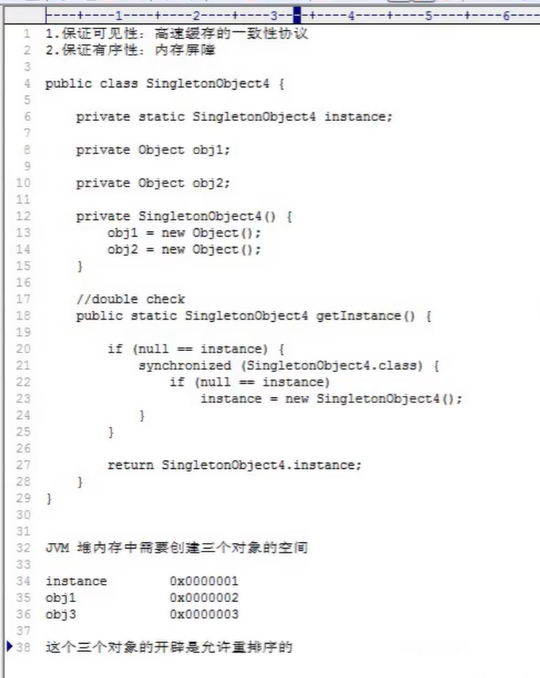 ----+----1----+----2----+----3----+----4----+----5----+----6----
1 1.保证可见性：高速缓存的一致性协议
2 2.保证有序性：内存屏障
3
4 public class SingletonObject4 {
5
6     private static SingletonObject4 instance;
7
8     private Object obj1;
9
10     private Object obj2;
11
12     private SingletonObject4() {
13         obj1 = new Object();
14         obj2 = new Object();
15     }
16
17     //double check
18     public static SingletonObject4 getInstance() {
19
20         if (null == instance) {
21             synchronized (SingletonObject4.class) {
22                 if (null == instance)
23                     instance = new SingletonObject4();
24             }
25         }
26
27         return SingletonObject4.instance;
28     }
29 }
30
31
32 JVM 堆内存中需要创建三个对象的空间
33
34 instance        0x0000001
35 obj1            0x0000002
36 obj3            0x0000003
37
38 这个三个对象的开辟是允许重排序的